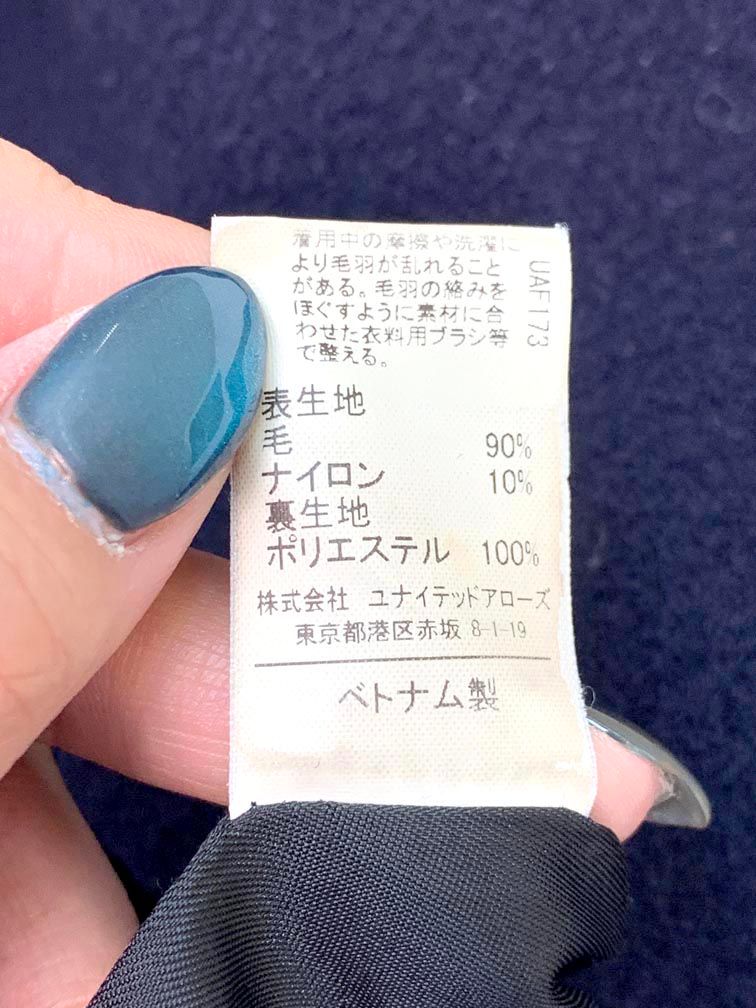 着用中の摩擦や洗濯に
より毛羽が乱れること
がある。毛羽の絡みを
ほぐすように素材に合
わせた衣料用ブラシ等
で整える。
UAF173
表生地
毛 90%
ナイロン 10%
裏生地
ポリエステル 100%
株式会社 ユナイテッドアローズ
東京都港区赤坂 8-1-19
ベトナム製